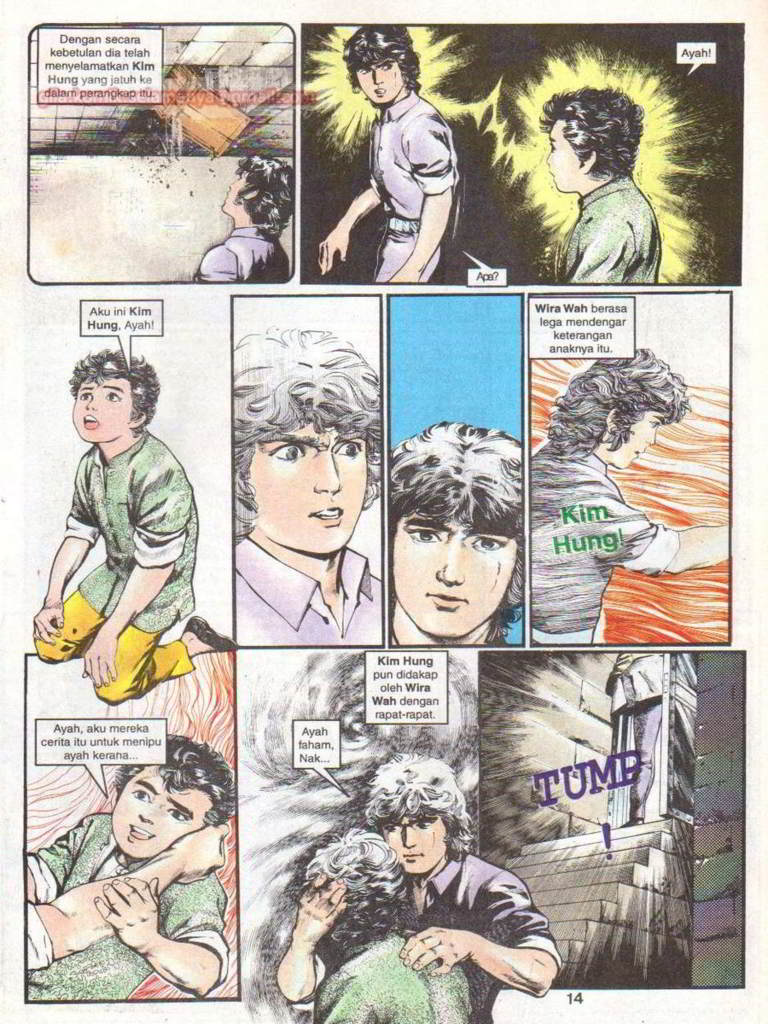 Dengan secara
kebetulan dia telah
menyelamatkan Kim
Hung yang jatuh ke
dalam perangkap itu.
Ayah!
Apa?
Aku ini Kim
Hung, Ayah!
Wira Wah berasa
lega mendengar
keterangan
anaknya itu.
Kim
Hung!
Ayah, aku mereka
cerita itu untuk menipu
ayah kerana...
Kim Hung
pun didakap
oleh Wira
Wah dengan
rapat-rapat.
Ayah
faham,
Nak...
TUMP
!
14